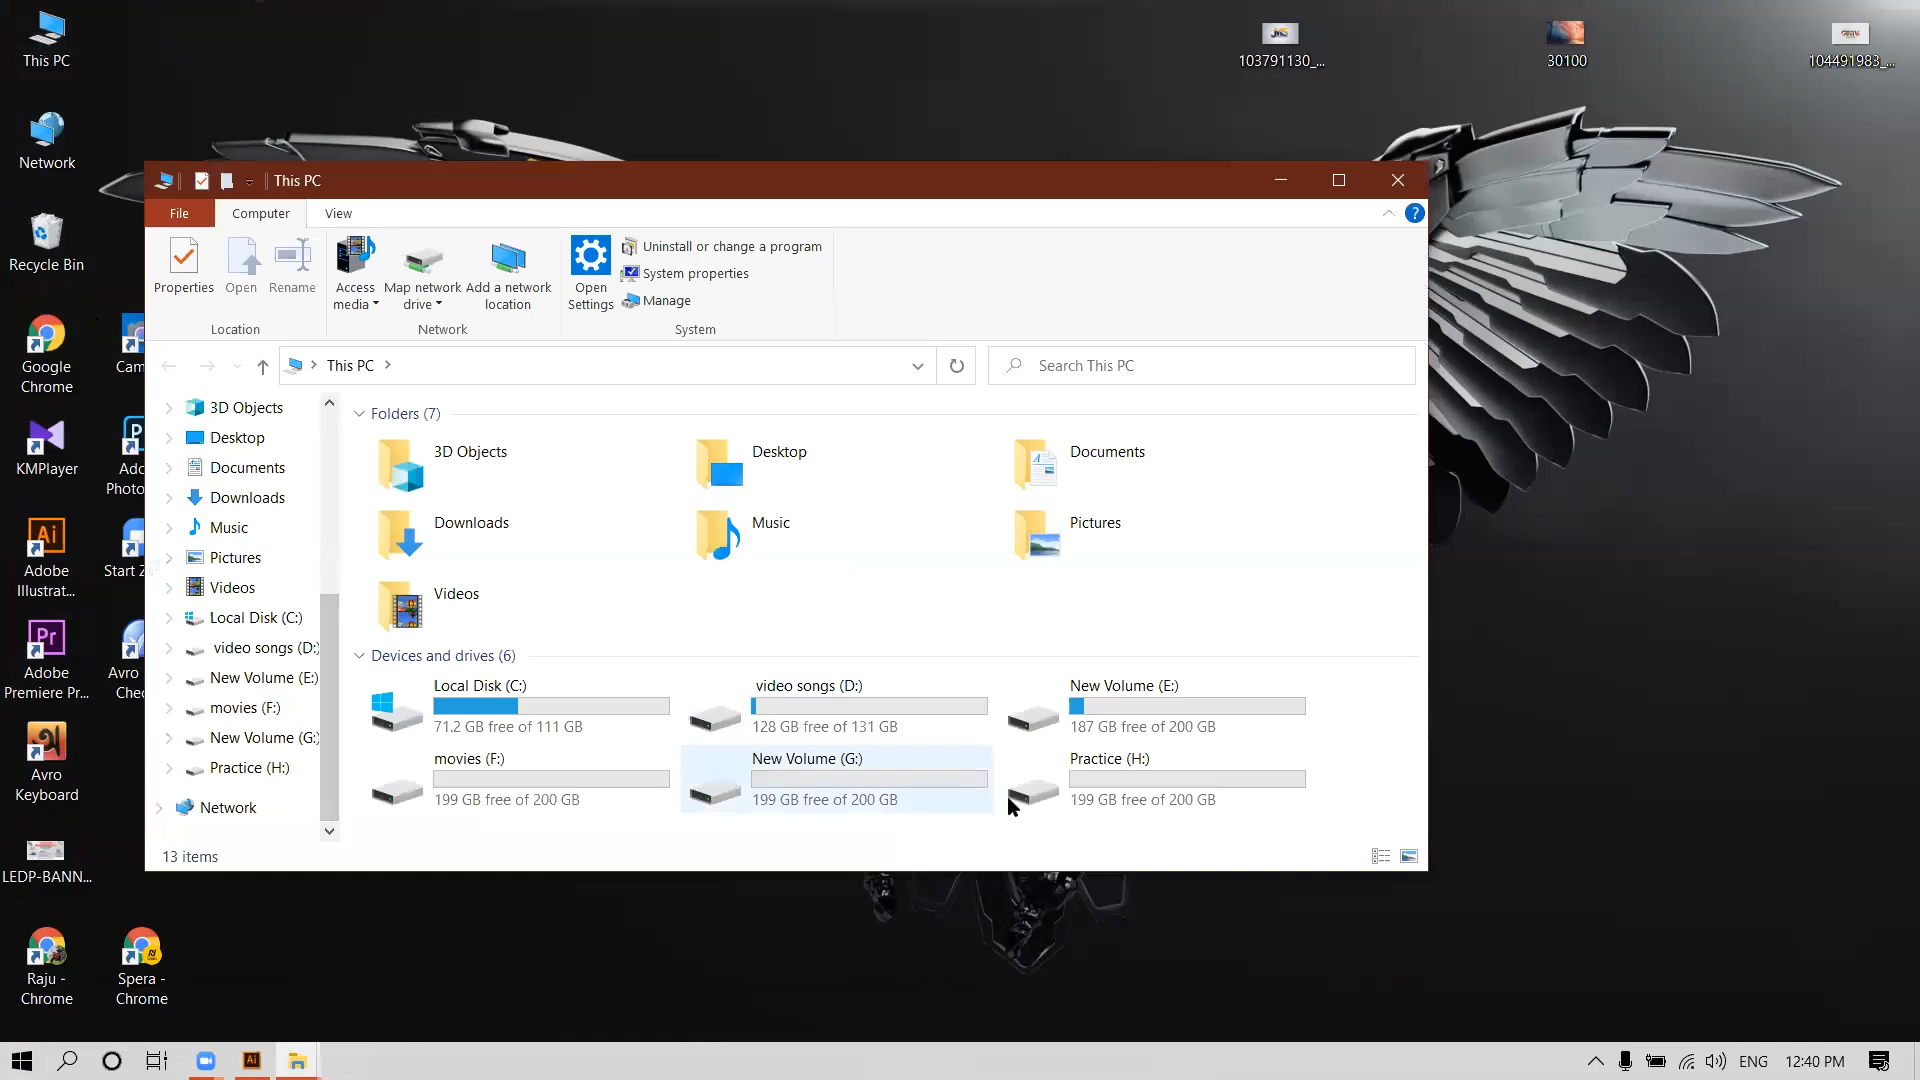 This PC
Network
Recycle Bin
Google
Chrome
KMPlayer
Adobe
Illustrat...
Adobe
Premiere Pr...
Avro
Keyboard
LEDP-BANN...
Raju -
Chrome
Spera -
Chrome
Cam
Ado
Photo
Start Z
Avro
Chec
103791130_...
30100
104491983_...
This PC
File
Computer
View
Properties
Open
Rename
Location
Access
media
Map network
drive
Add a network
location
Network
Open
Settings
Uninstall or change a program
System properties
Manage
System
This PC
Search This PC
3D Objects
Desktop
Documents
Downloads
Music
Pictures
Videos
Local Disk (C:)
video songs (D:)
New Volume (E:)
movies (F:)
New Volume (G:)
Practice (H:)
Network
Folders (7)
3D Objects
Desktop
Documents
Downloads
Music
Pictures
Videos
Devices and drives (6)
Local Disk (C:)
71.2 GB free of 111 GB
video songs (D:)
128 GB free of 131 GB
New Volume (E:)
187 GB free of 200 GB
movies (F:)
199 GB free of 200 GB
New Volume (G:)
199 GB free of 200 GB
Practice (H:)
199 GB free of 200 GB
13 items
ENG
12:40 PM